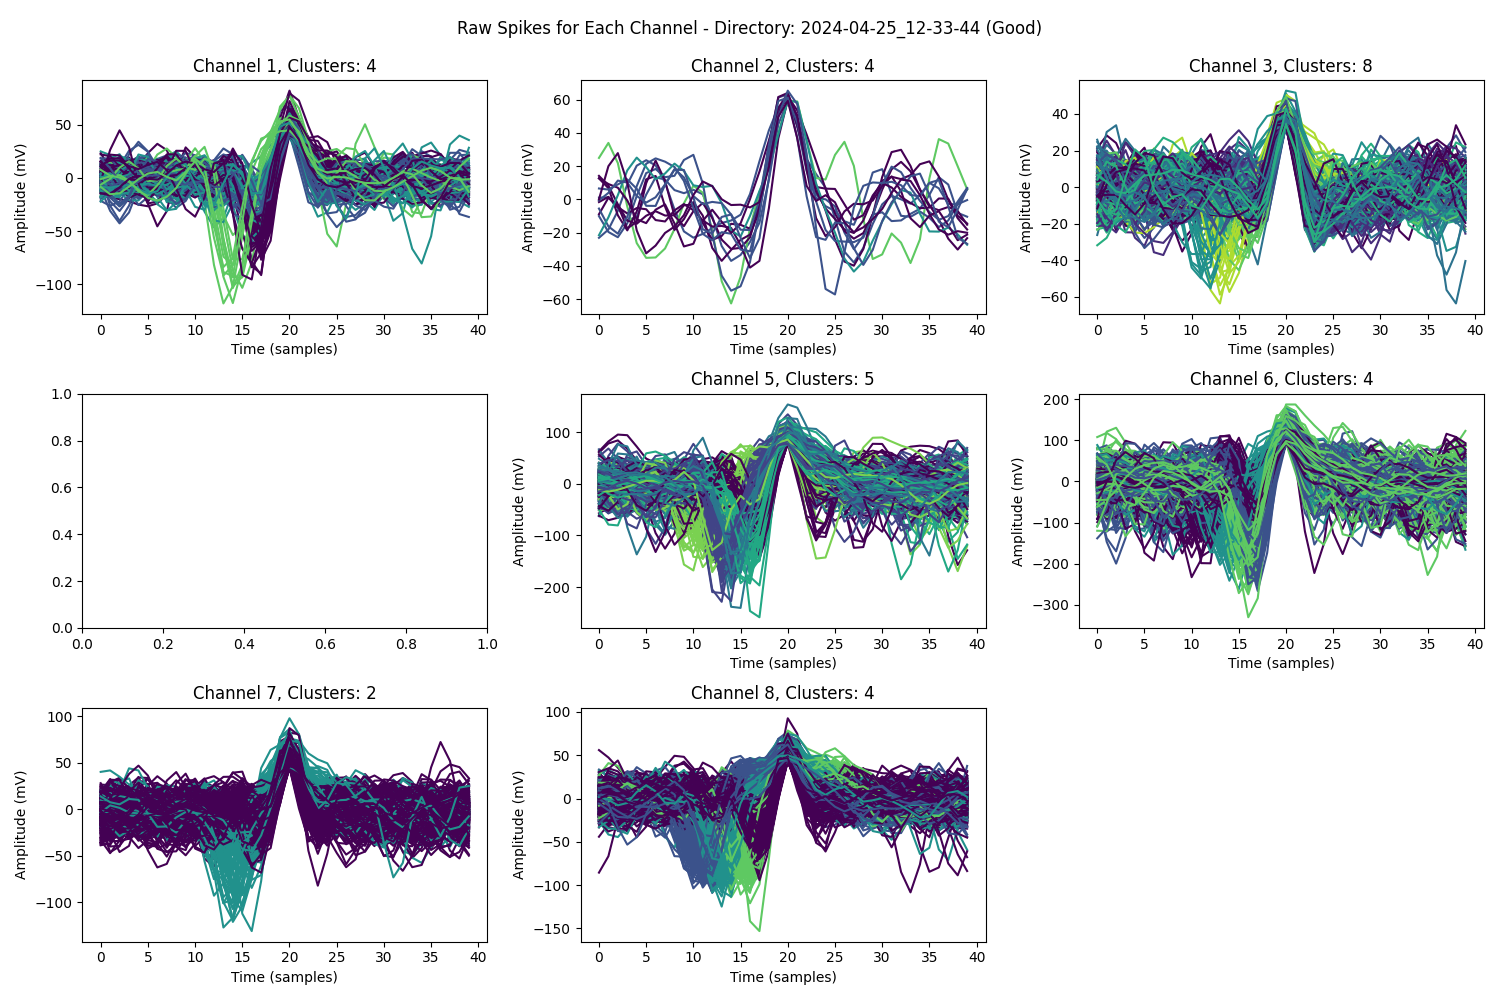 Raw Spikes for Each Channel - Directory: 2024-04-25_12-33-44 (Good)
Channel 1, Clusters: 4
50
0
−50
−100
Amplitude (mV)
0 5 10 15 20 25 30 35 40
Time (samples)
Channel 2, Clusters: 4
60
40
20
0
−20
−40
−60
Amplitude (mV)
0 5 10 15 20 25 30 35 40
Time (samples)
Channel 3, Clusters: 8
40
20
0
−20
−40
−60
Amplitude (mV)
0 5 10 15 20 25 30 35 40
Time (samples)
1.0
0.8
0.6
0.4
0.2
0.0
0.0 0.2 0.4 0.6 0.8 1.0
Channel 5, Clusters: 5
100
0
−100
−200
Amplitude (mV)
0 5 10 15 20 25 30 35 40
Time (samples)
Channel 6, Clusters: 4
200
100
0
−100
−200
−300
Amplitude (mV)
0 5 10 15 20 25 30 35 40
Time (samples)
Channel 7, Clusters: 2
100
50
0
−50
−100
Amplitude (mV)
0 5 10 15 20 25 30 35 40
Time (samples)
Channel 8, Clusters: 4
100
50
0
−50
−100
−150
Amplitude (mV)
0 5 10 15 20 25 30 35 40
Time (samples)